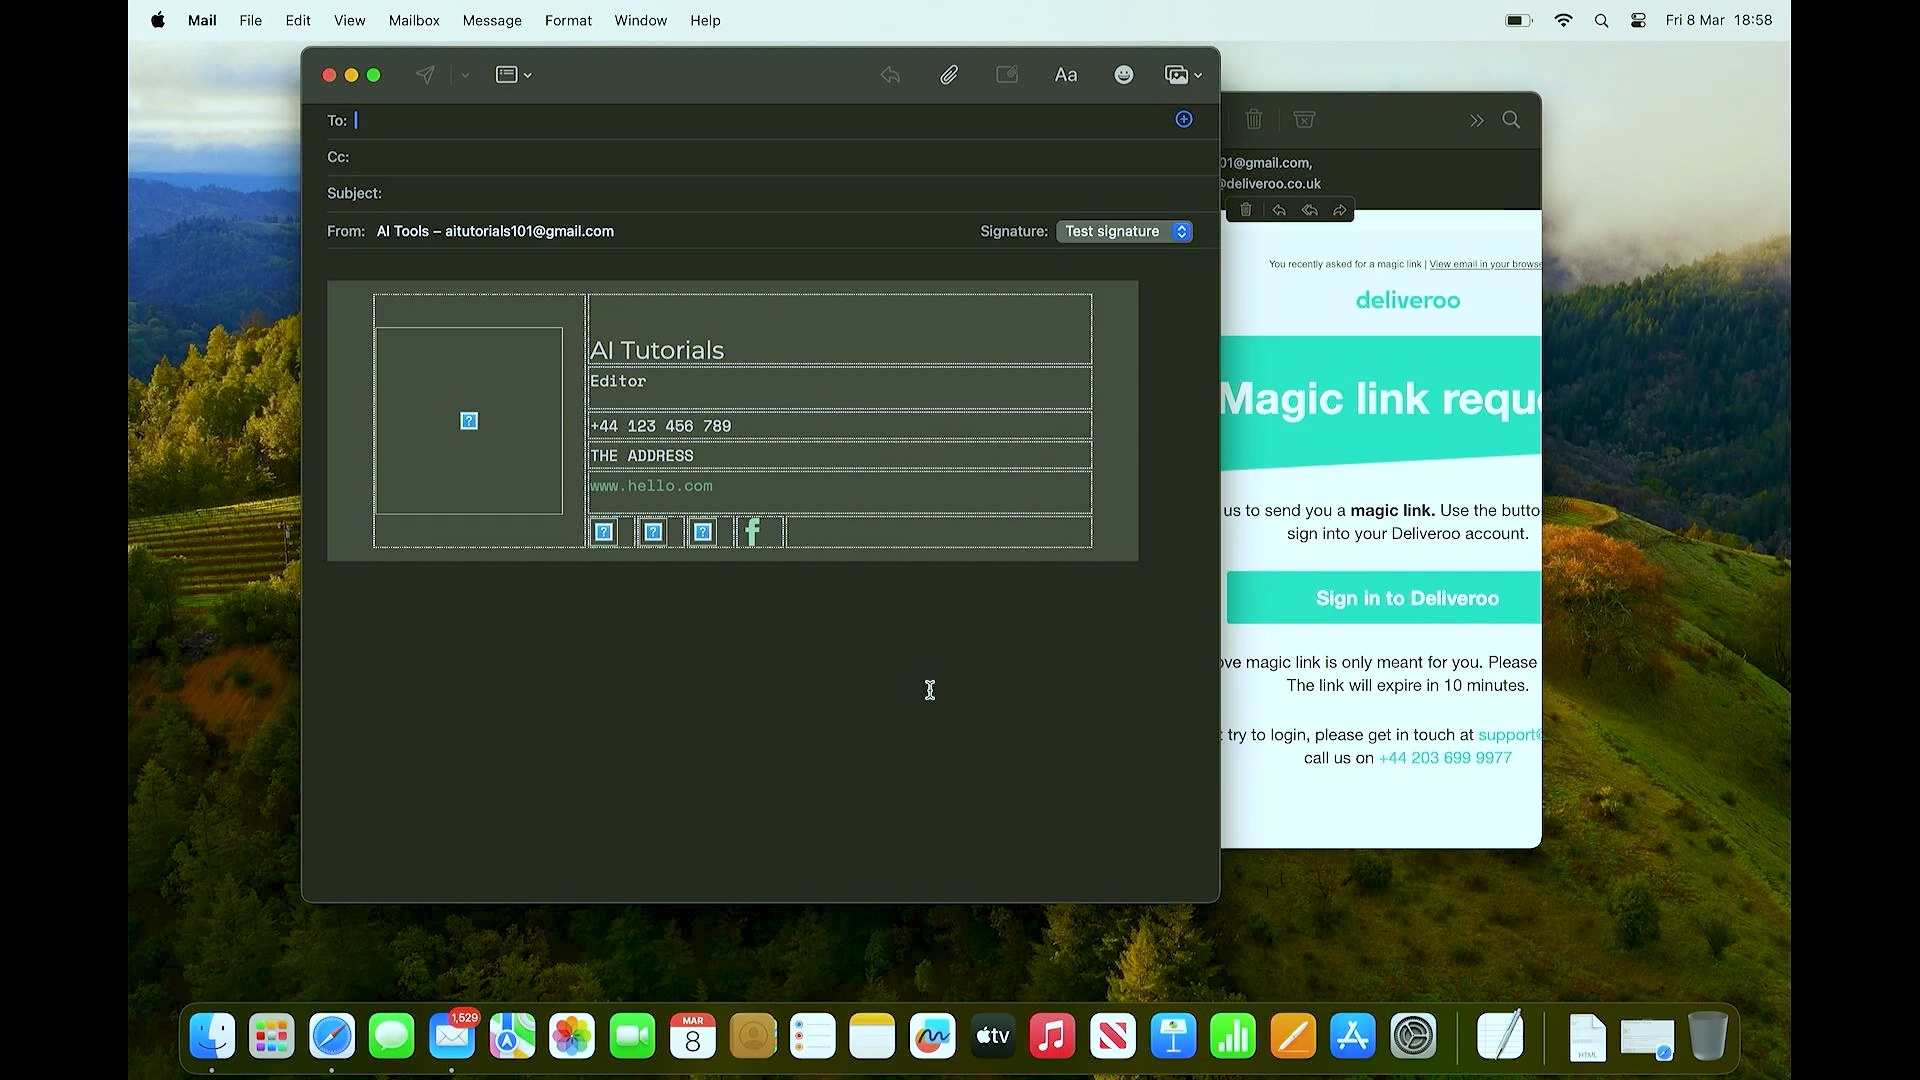 Mail File Edit View Mailbox Message Format Window Help
Fri 8 Mar 18:58
Aa
To:
Cc:
Subject:
From: AI Tools – aitutorials101@gmail.com
Signature: Test signature
AI Tutorials
Editor
+44 123 456 789
THE ADDRESS
www.hello.com
f
01@gmail.com,
@deliveroo.co.uk
You recently asked for a magic link | View email in your browse
deliveroo
Magic link requ
us to send you a magic link. Use the butto
sign into your Deliveroo account.
Sign in to Deliveroo
ove magic link is only meant for you. Please
The link will expire in 10 minutes.
t try to login, please get in touch at support@
call us on +44 203 699 9977
1,529
MAR
8
tv
HTML